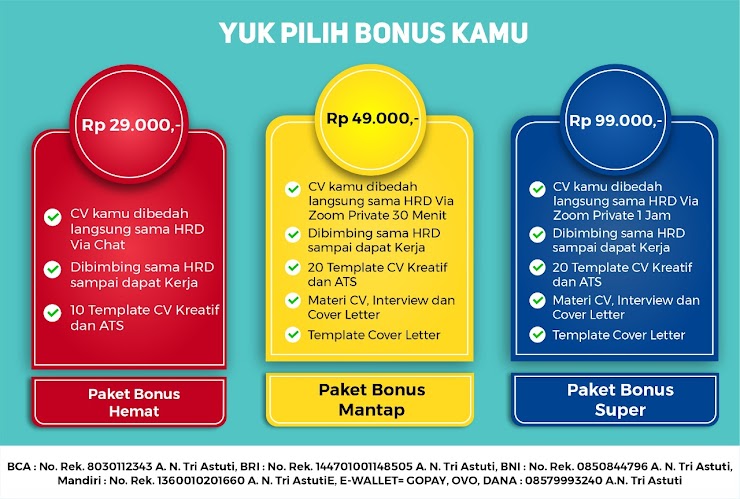 YUK PILIH BONUS KAMU
Rp 29.000,-
CV kamu dibedah
langsung sama HRD
Via Chat
Dibimbing sama HRD
sampai dapat Kerja
10 Template CV Kreatif
dan ATS
Paket Bonus
Hemat
Rp 49.000,-
CV kamu dibedah
langsung sama HRD Via
Zoom Private 30 Menit
Dibimbing sama HRD
sampai dapat Kerja
20 Template CV Kreatif
dan ATS
Materi CV, Interview dan
Cover Letter
Template Cover Letter
Paket Bonus
Mantap
Rp 99.000,-
CV kamu dibedah
langsung sama HRD Via
Zoom Private 1 Jam
Dibimbing sama HRD
sampai dapat Kerja
20 Template CV Kreatif
dan ATS
Materi CV, Interview dan
Cover Letter
Template Cover Letter
Paket Bonus
Super
BCA : No. Rek. 8030112343 A. N. Tri Astuti, BRI : No. Rek. 144701001148505 A. N. Tri Astuti, BNI : No. Rek. 0850844796 A. N. Tri Astuti,
Mandiri : No. Rek. 1360010201660 A. N. Tri AstutiE, E-WALLET= GOPAY, OVO, DANA : 08579993240 A.N. Tri Astuti